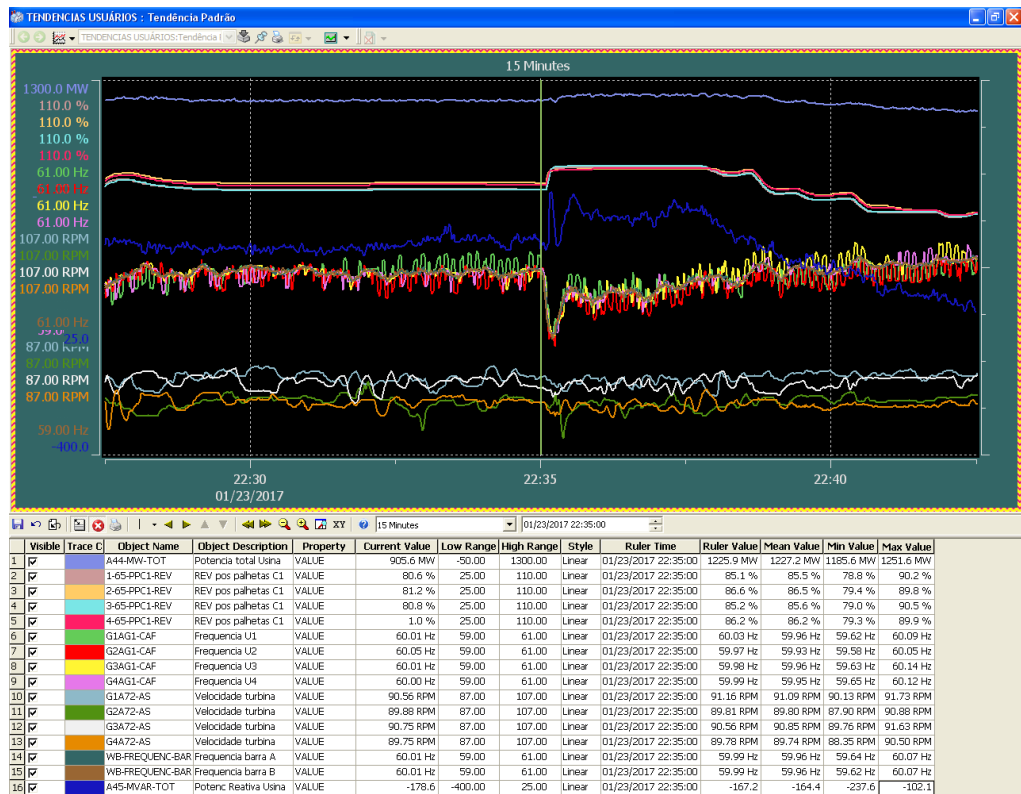 TENDENCIAS USUÁRIOS : Tendência Padrão
TENDENCIAS USUÁRIOS:Tendência
15 Minutes
1300.0 MW
110.0 %
110.0 %
110.0 %
110.0 %
61.00 Hz
61.00 Hz
61.00 Hz
61.00 Hz
107.00 RPM
107.00 RPM
107.00 RPM
107.00 RPM
61.00 Hz
59.0
25.0
87.00 RPM
87.00 RPM
87.00 RPM
87.00 RPM
59.00 Hz
-400.0
22:30 22:35 22:40
01/23/2017
XY 15 Minutes 01/23/2017 22:35:00
Visible Trace C Object Name Object Description Property Current Value Low Range High Range Style Ruler Time Ruler Value Mean Value Min Value Max Value
1 A44-MW-TOT Potencia total Usina VALUE 905.6 MW -50.00 1300.00 Linear 01/23/2017 22:35:00 1225.9 MW 1227.2 MW 1185.6 MW 1251.6 MW
2 1-65-PPC1-REV REV pos palhetas C1 VALUE 80.6 % 25.00 110.00 Linear 01/23/2017 22:35:00 85.1 % 85.5 % 78.8 % 90.2 %
3 2-65-PPC1-REV REV pos palhetas C1 VALUE 81.2 % 25.00 110.00 Linear 01/23/2017 22:35:00 86.6 % 86.5 % 79.4 % 89.8 %
4 3-65-PPC1-REV REV pos palhetas C1 VALUE 80.8 % 25.00 110.00 Linear 01/23/2017 22:35:00 85.2 % 85.6 % 79.0 % 90.5 %
5 4-65-PPC1-REV REV pos palhetas C1 VALUE 1.0 % 25.00 110.00 Linear 01/23/2017 22:35:00 86.2 % 86.2 % 79.3 % 89.9 %
6 G1AG1-CAF Frequencia U1 VALUE 60.01 Hz 59.00 61.00 Linear 01/23/2017 22:35:00 60.03 Hz 59.96 Hz 59.62 Hz 60.09 Hz
7 G2AG1-CAF Frequencia U2 VALUE 60.05 Hz 59.00 61.00 Linear 01/23/2017 22:35:00 59.97 Hz 59.93 Hz 59.58 Hz 60.05 Hz
8 G3AG1-CAF Frequencia U3 VALUE 60.01 Hz 59.00 61.00 Linear 01/23/2017 22:35:00 59.98 Hz 59.96 Hz 59.63 Hz 60.14 Hz
9 G4AG1-CAF Frequencia U4 VALUE 60.00 Hz 59.00 61.00 Linear 01/23/2017 22:35:00 59.99 Hz 59.95 Hz 59.65 Hz 60.12 Hz
10 G1A72-AS Velocidade turbina VALUE 90.56 RPM 87.00 107.00 Linear 01/23/2017 22:35:00 91.16 RPM 91.09 RPM 90.13 RPM 91.73 RPM
11 G2A72-AS Velocidade turbina VALUE 89.88 RPM 87.00 107.00 Linear 01/23/2017 22:35:00 89.81 RPM 89.80 RPM 87.90 RPM 90.88 RPM
12 G3A72-AS Velocidade turbina VALUE 90.75 RPM 87.00 107.00 Linear 01/23/2017 22:35:00 90.56 RPM 90.85 RPM 89.76 RPM 91.63 RPM
13 G4A72-AS Velocidade turbina VALUE 89.75 RPM 87.00 107.00 Linear 01/23/2017 22:35:00 89.78 RPM 89.74 RPM 88.35 RPM 90.50 RPM
14 WB-FREQUENC-BAR Frequencia barra A VALUE 60.01 Hz 59.00 61.00 Linear 01/23/2017 22:35:00 59.99 Hz 59.96 Hz 59.64 Hz 60.07 Hz
15 WB-FREQUENC-BAR Frequencia barra B VALUE 60.01 Hz 59.00 61.00 Linear 01/23/2017 22:35:00 59.99 Hz 59.96 Hz 59.62 Hz 60.07 Hz
16 A45-MVAR-TOT Potenc Reativa Usina VALUE -178.6 -400.00 25.00 Linear 01/23/2017 22:35:00 -167.2 -164.4 -237.6 -102.1